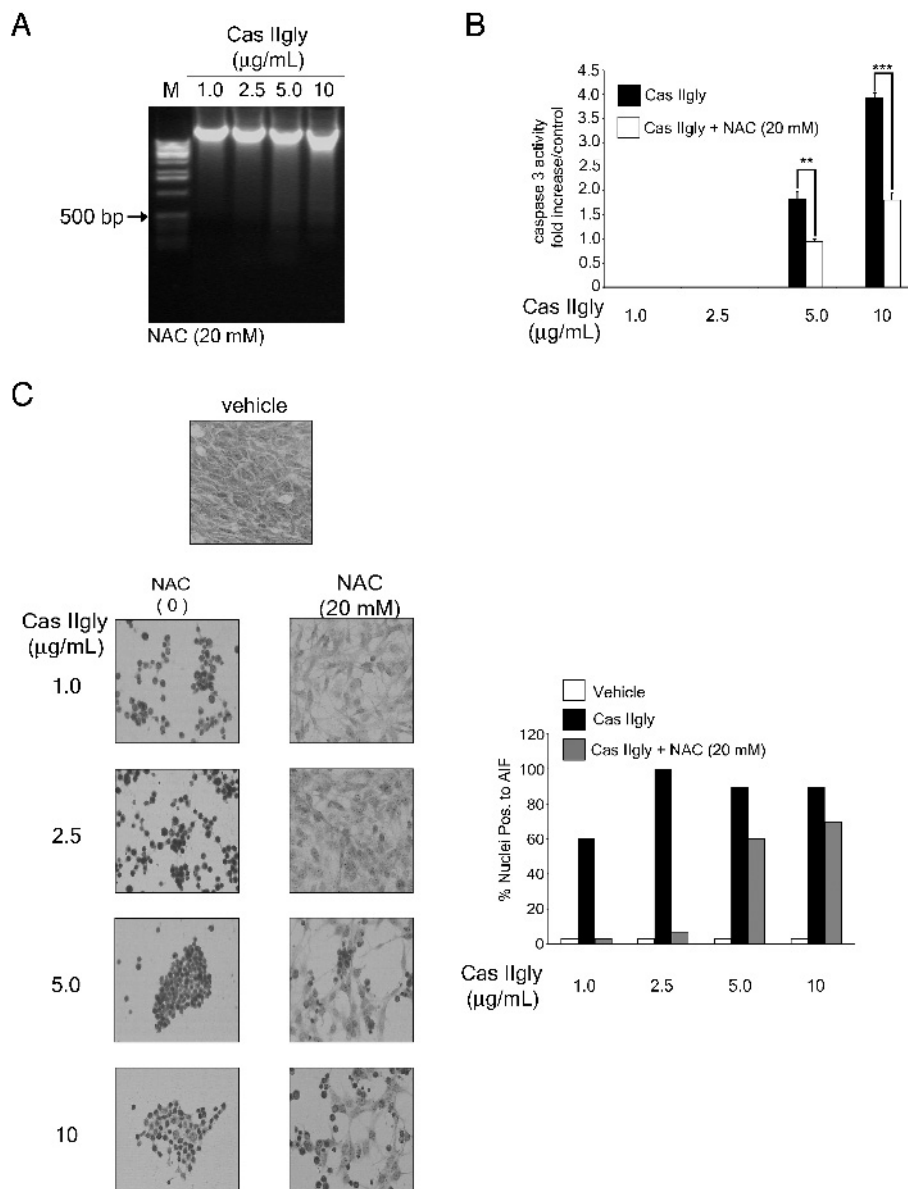 A
Cas IIgly
(µg/mL)
M 1.0 2.5 5.0 10
500 bp
NAC (20 mM)
B
4.5
4.0
3.5
3.0
2.5
2.0
1.5
1.0
0.5
0
caspase 3 activity
fold increase/control
Cas IIgly
Cas IIgly + NAC (20 mM)
**
***
Cas IIgly
(µg/mL)
1.0 2.5 5.0 10
C
vehicle
NAC
( 0 )
NAC
(20 mM)
Cas IIgly
(µg/mL)
1.0
2.5
5.0
10
Vehicle
Cas IIgly
Cas IIgly + NAC (20 mM)
120
100
80
60
40
20
0
% Nuclei Pos. to AIF
Cas IIgly
(µg/mL)
1.0 2.5 5.0 10